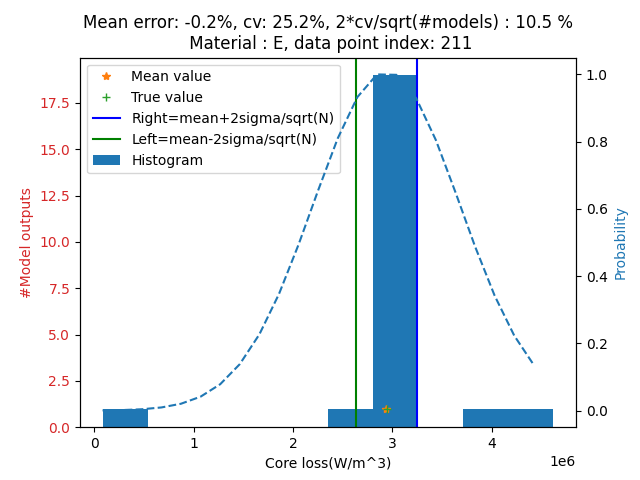 Mean error: -0.2%, cv: 25.2%, 2*cv/sqrt(#models) : 10.5 %
Material : E, data point index: 211
Mean value
True value
Right=mean+2sigma/sqrt(N)
Left=mean-2sigma/sqrt(N)
Histogram
#Model outputs
17.5
15.0
12.5
10.0
7.5
5.0
2.5
0.0
1.0
0.8
0.6
0.4
0.2
0.0
Probability
0
1
2
3
4
1e6
Core loss(W/m^3)